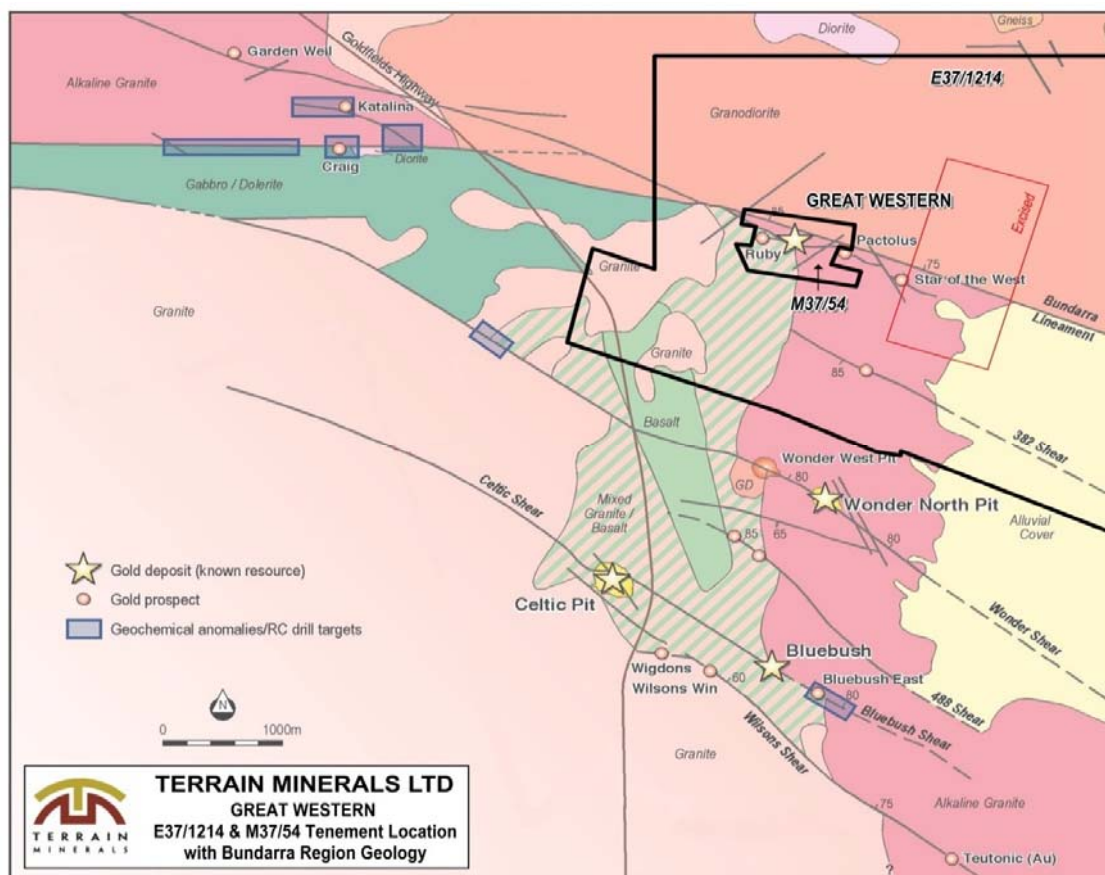 Diorite
Gneiss
Garden Well
Goldfields Highway
Alkaline Granite
E37/1214
Katalina
Granodiorite
Diorite
Craig
Gabbro / Dolerite
GREAT WESTERN
85
Excised
Ruby
Pactolus
75
Granite
Star of the West
M37/54
Bundarra
Lineament
Granite
Granite
85
Basalt
382 Shear
Wonder West Pit
80
GD
Celtic Shear
Wonder North Pit
Mixed
Granite /
Basalt
Alluvial
Cover
85
65
80
Gold deposit (known resource)
Celtic Pit
Gold prospect
Wonder Shear
Geochemical anomalies/RC drill targets
Bluebush
Wigdons
Wilsons Win
60
Bluebush East
80
488 Shear
Bluebush Shear
N
0
1000m
Wilsons Shear
Granite
TERRAIN MINERALS LTD
GREAT WESTERN
E37/1214 & M37/54 Tenement Location
with Bundarra Region Geology
TERRAIN
MINERALS
75
Alkaline Granite
Teutonic (Au)
?